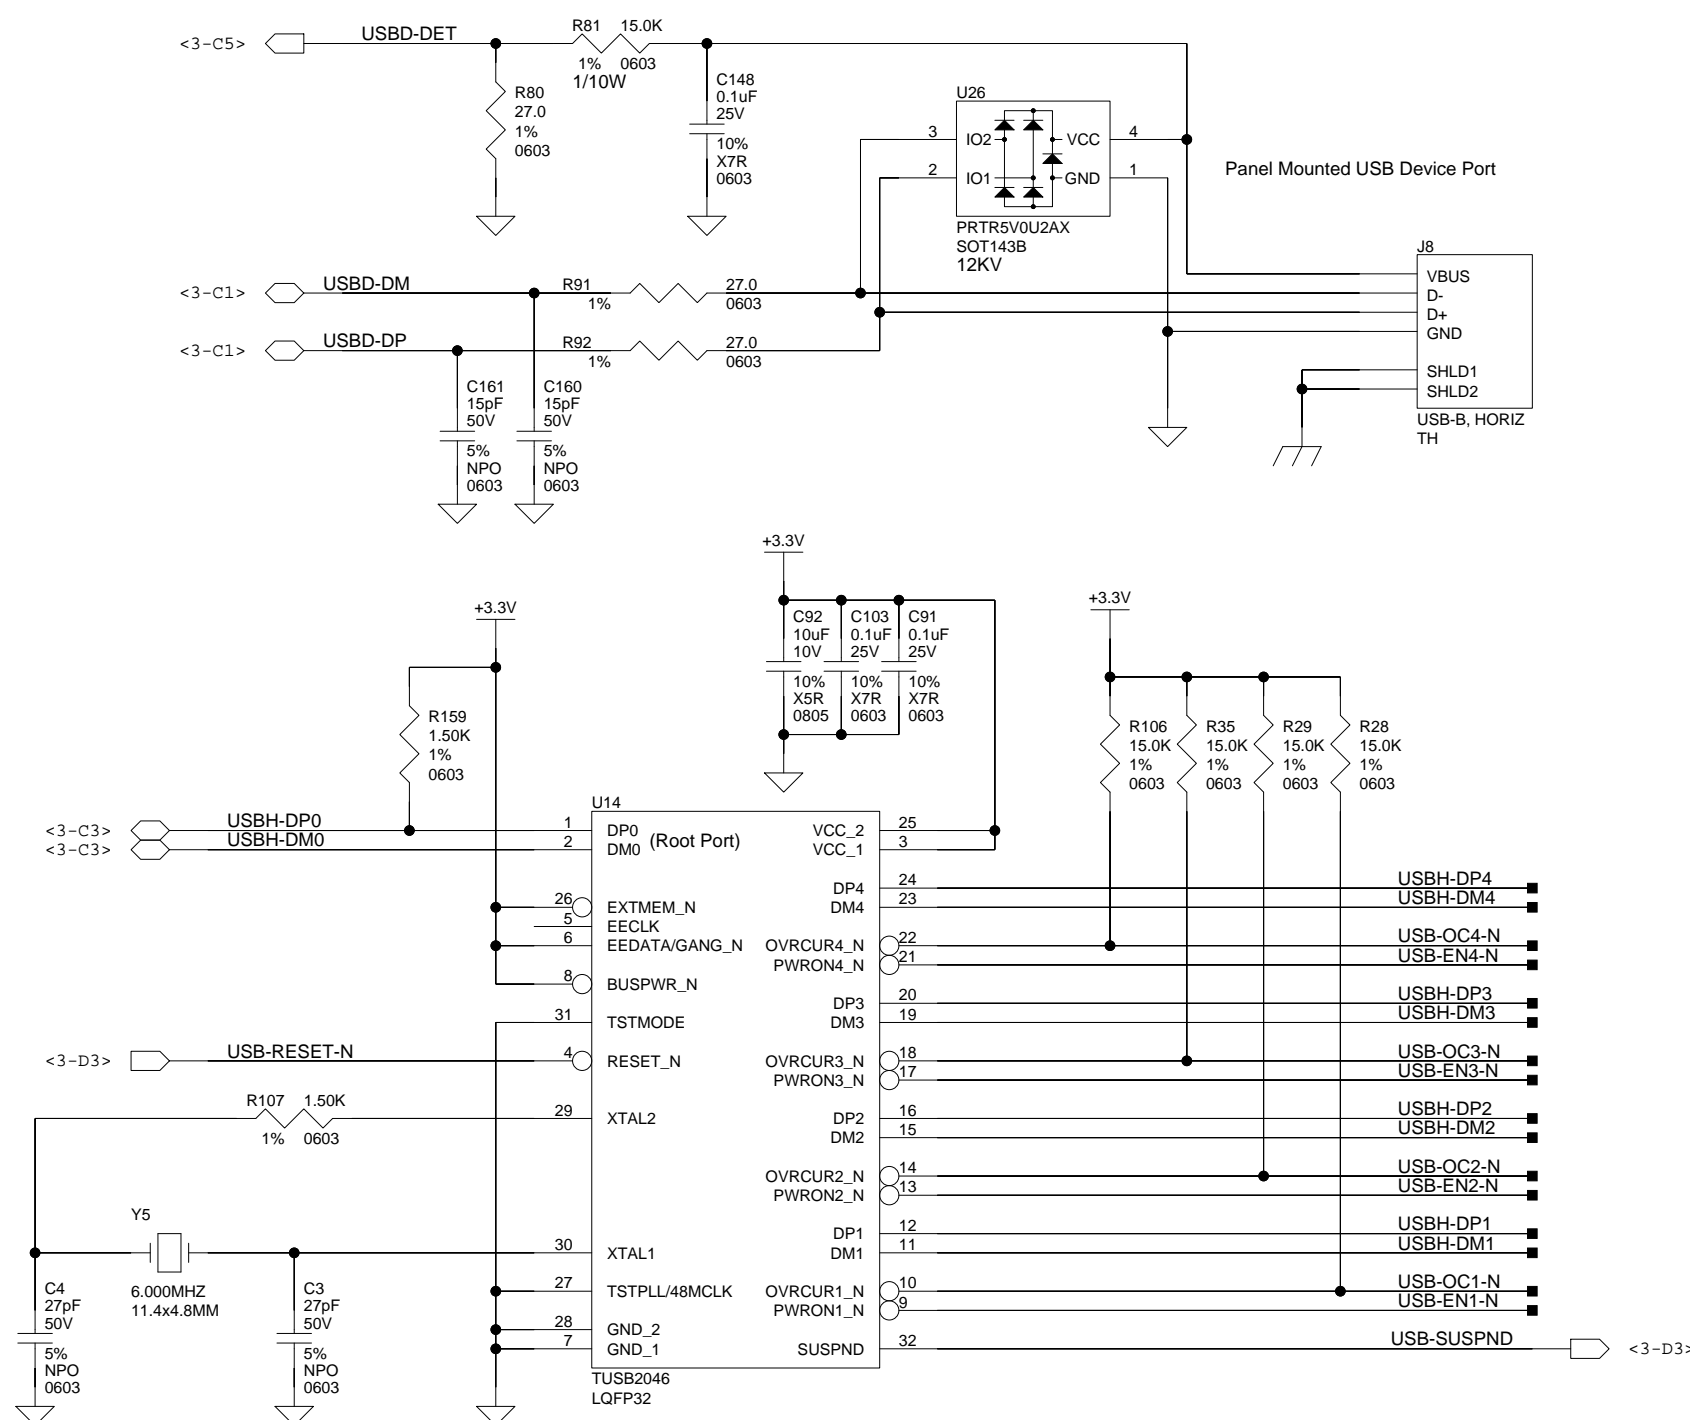 <3-C5>
USBD-DET
R81 15.0K
1% 0603
1/10W
R80
27.0
1%
0603
C148
0.1uF
25V
10%
X7R
0603
U26
3 IO2 VCC 4
2 IO1 GND 1
PRTR5V0U2AX
SOT143B
12KV
Panel Mounted USB Device Port
J8
VBUS
D-
D+
GND
SHLD1
SHLD2
USB-B, HORIZ
TH
<3-C1> USBD-DM R91 27.0
1% 0603
<3-C1> USBD-DP R92 27.0
1% 0603
C161
15pF
50V
5%
NPO
0603
C160
15pF
50V
5%
NPO
0603
+3.3V
C92
10uF
10V
10%
X5R
0805
C103
0.1uF
25V
10%
X7R
0603
C91
0.1uF
25V
10%
X7R
0603
+3.3V
R159
1.50K
1%
0603
+3.3V
R106
15.0K
1%
0603
R35
15.0K
1%
0603
R29
15.0K
1%
0603
R28
15.0K
1%
0603
U14
(Root Port)
<3-C3> USBH-DP0 1 DP0
<3-C3> USBH-DM0 2 DM0
26 EXTMEM_N
5 EECLK
6 EEDATA/GANG_N
8 BUSPWR_N
31 TSTMODE
<3-D3> USB-RESET-N 4 RESET_N
R107 1.50K
1% 0603
29 XTAL2
Y5
6.000MHZ
11.4x4.8MM
30 XTAL1
27 TSTPLL/48MCLK
28 GND_2
7 GND_1
C4
27pF
50V
5%
NPO
0603
C3
27pF
50V
5%
NPO
0603
VCC_2 25
VCC_1 3
DP4 24 USBH-DP4
DM4 23 USBH-DM4
OVRCUR4_N 22 USB-OC4-N
PWRON4_N 21 USB-EN4-N
DP3 20 USBH-DP3
DM3 19 USBH-DM3
OVRCUR3_N 18 USB-OC3-N
PWRON3_N 17 USB-EN3-N
DP2 16 USBH-DP2
DM2 15 USBH-DM2
OVRCUR2_N 14 USB-OC2-N
PWRON2_N 13 USB-EN2-N
DP1 12 USBH-DP1
DM1 11 USBH-DM1
OVRCUR1_N 10 USB-OC1-N
PWRON1_N 9 USB-EN1-N
SUSPND 32 USB-SUSPND <3-D3>
TUSB2046
LQFP32